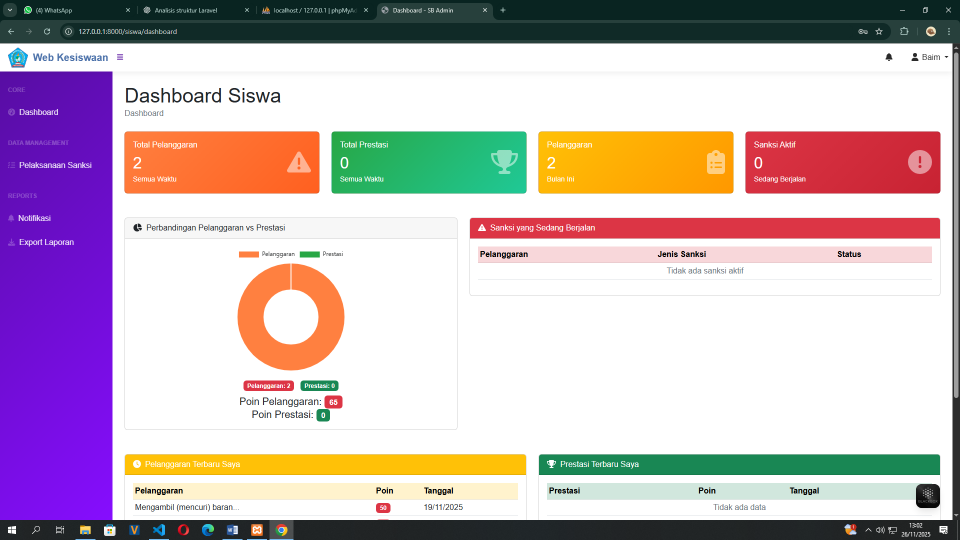 (4) WhatsApp
Analisis struktur Laravel
localhost / 127.0.0.1 | phpMyA
Dashboard - SB Admin
127.0.0.1:8000/siswa/dashboard
Web Kesiswaan
Baim
CORE
Dashboard
DATA MANAGEMENT
Pelaksanaan Sanksi
REPORTS
Notifikasi
Export Laporan
Dashboard Siswa
Dashboard
Total Pelanggaran
2
Semua Waktu
Total Prestasi
0
Semua Waktu
Pelanggaran
2
Bulan Ini
Sanksi Aktif
0
Sedang Berjalan
Perbandingan Pelanggaran vs Prestasi
Pelanggaran Prestasi
Pelanggaran: 2 Prestasi: 0
Poin Pelanggaran: 65
Poin Prestasi: 0
Sanksi yang Sedang Berjalan
Pelanggaran Jenis Sanksi Status
Tidak ada sanksi aktif
Pelanggaran Terbaru Saya
Pelanggaran Poin Tanggal
Mengambil (mencuri) baran... 50 19/11/2025
Prestasi Terbaru Saya
Prestasi Poin Tanggal
Tidak ada data
13:02
26/11/2025